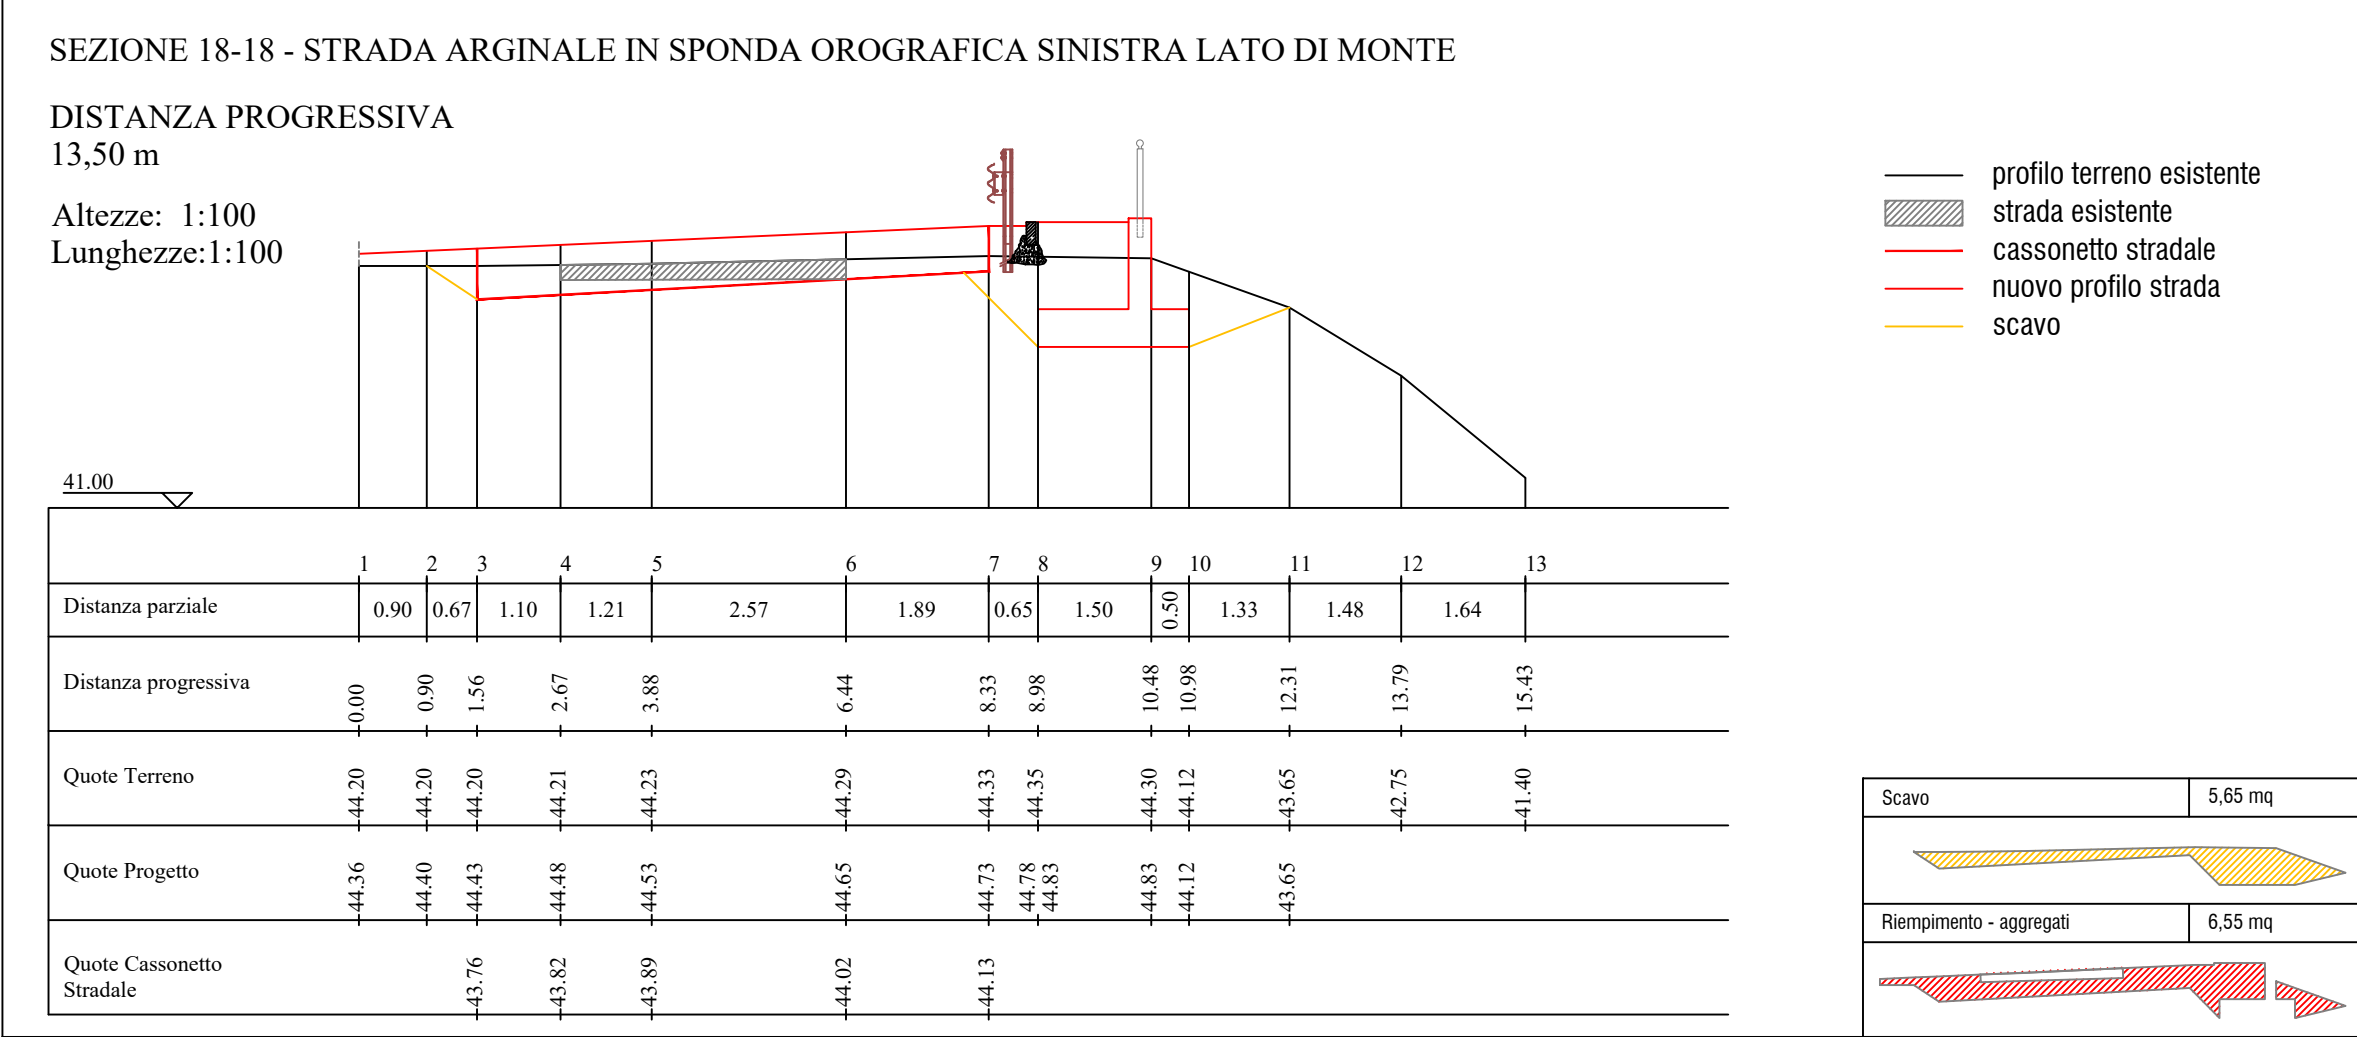 SEZIONE 18-18 - STRADA ARGINALE IN SPONDA OROGRAFICA SINISTRA LATO DI MONTE
DISTANZA PROGRESSIVA
13,50 m
Altezze: 1:100
Lunghezze:1:100
profilo terreno esistente
strada esistente
cassonetto stradale
nuovo profilo strada
scavo
41.00
1 2 3 4 5 6 7 8 9 10 11 12 13
Distanza parziale 0.90 0.67 1.10 1.21 2.57 1.89 0.65 1.50 0.50 1.33 1.48 1.64
Distanza progressiva 0.00 0.90 1.56 2.67 3.88 6.44 8.33 8.98 10.48 10.98 12.31 13.79 15.43
Quote Terreno 44.20 44.20 44.20 44.21 44.23 44.29 44.33 44.35 44.30 44.12 43.65 42.75 41.40
Quote Progetto 44.36 44.40 44.43 44.48 44.53 44.65 44.73 44.78 44.83 44.83 44.12 43.65
Quote Cassonetto
Stradale 43.76 43.82 43.89 44.02 44.13
Scavo 5,65 mq
Riempimento - aggregati 6,55 mq